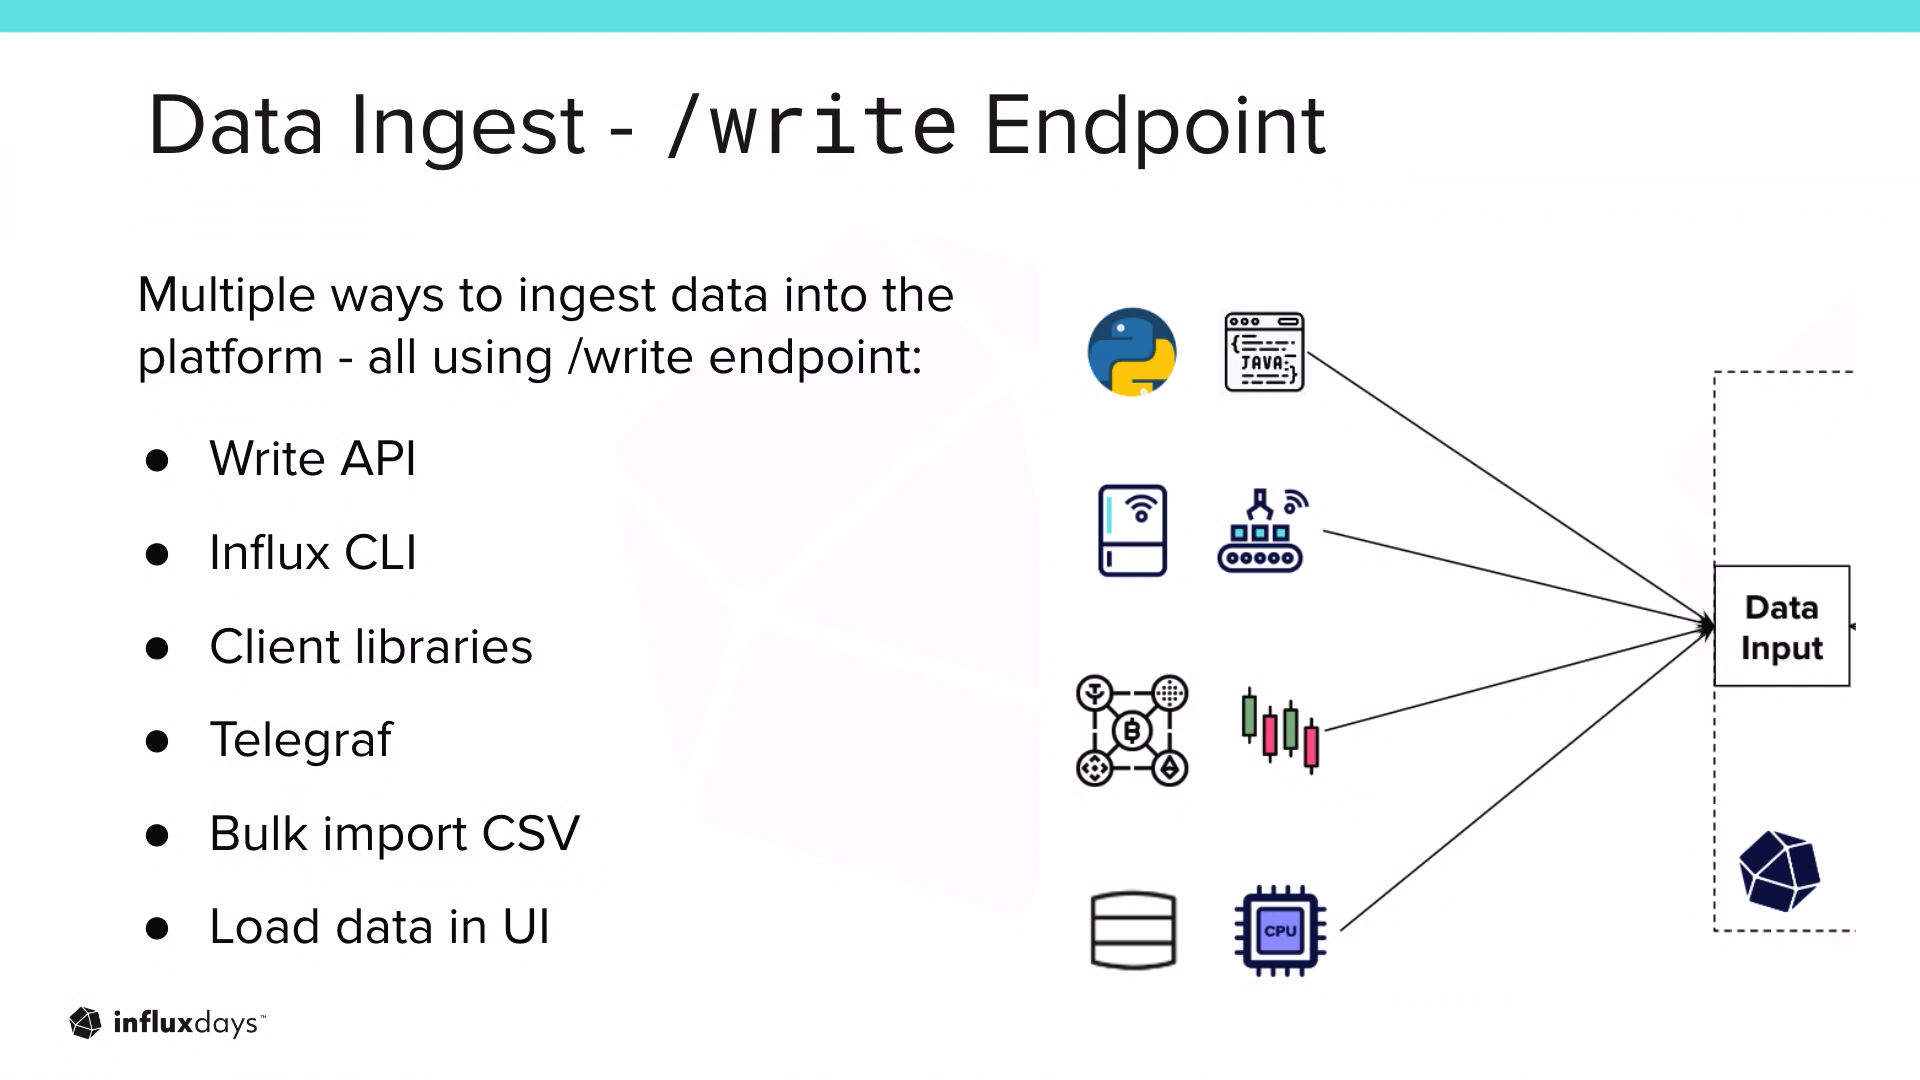 Data Ingest - /write Endpoint
Multiple ways to ingest data into the
platform - all using /write endpoint:
● Write API
● Influx CLI
● Client libraries
● Telegraf
● Bulk import CSV
● Load data in UI
{ JAVA: }
Data
Input
CPU
influxdays™